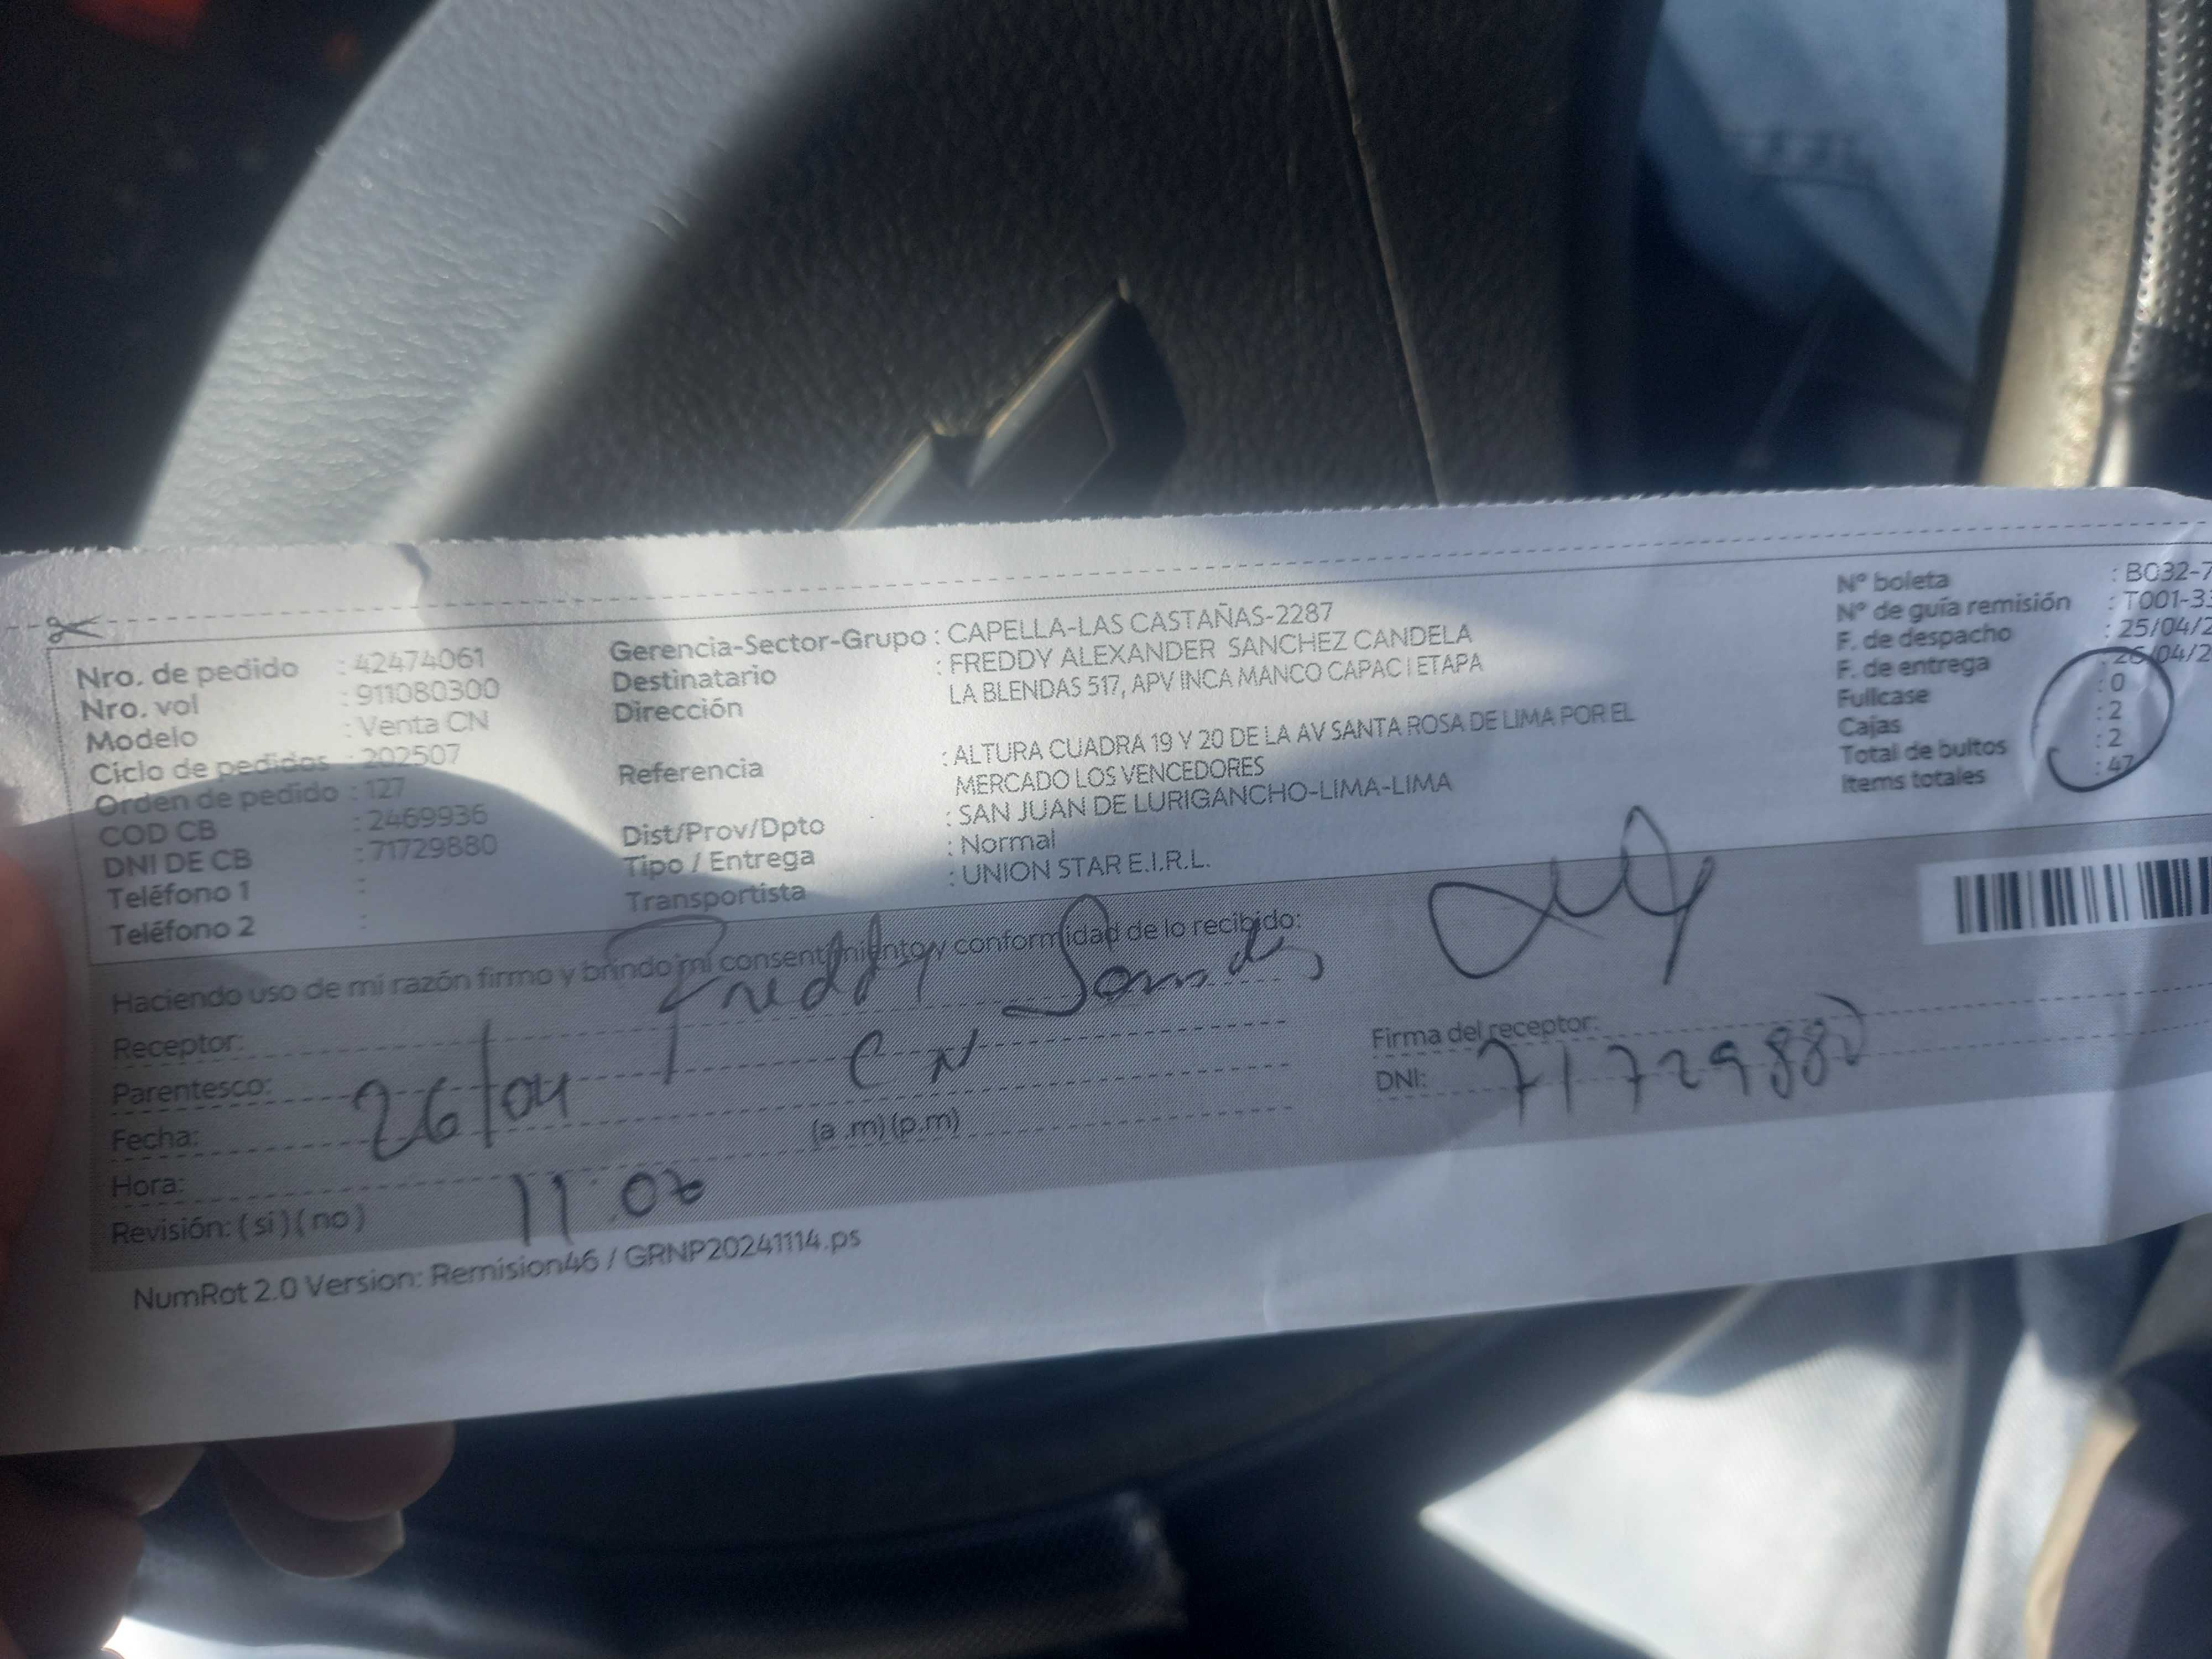 Nro. de pedido : 42474061
Nro. vol : 911080300
Modelo : Venta CN
Ciclo de pedidos : 202507
Orden de pedido : 127
COD CB : 2469936
DNI DE CB : 71729880
Teléfono 1 :
Teléfono 2 :
Gerencia-Sector-Grupo : CAPELLA-LAS CASTAÑAS-2287
Destinatario : FREDDY ALEXANDER SANCHEZ CANDELA
Dirección LA BLENDAS 517, APV INCA MANCO CAPAC I ETAPA
Referencia : ALTURA CUADRA 19 Y 20 DE LA AV SANTA ROSA DE LIMA POR EL
MERCADO LOS VENCEDORES
Dist/Prov/Dpto : SAN JUAN DE LURIGANCHO-LIMA-LIMA
Tipo / Entrega : Normal
Transportista : UNION STAR E.I.R.L.
Nº boleta : B032-7
Nº de guía remisión : T001-33
F. de despacho : 25/04/2
F. de entrega 26/04/2
Fullcase : 0
Cajas : 2
Total de bultos : 2
Items totales : 47
Haciendo uso de mi razón firmo y brindo mi consentimiento y conformidad de lo recibido:
Receptor: Freddy
Parentesco: CN
Fecha: 26/04
Hora: (a .m) (p.m)
Revisión: ( si ) ( no ) 11:02
Firma del receptor:
DNI: 71729880
NumRot 2.0 Version: Remision46 / GRNP20241114.ps